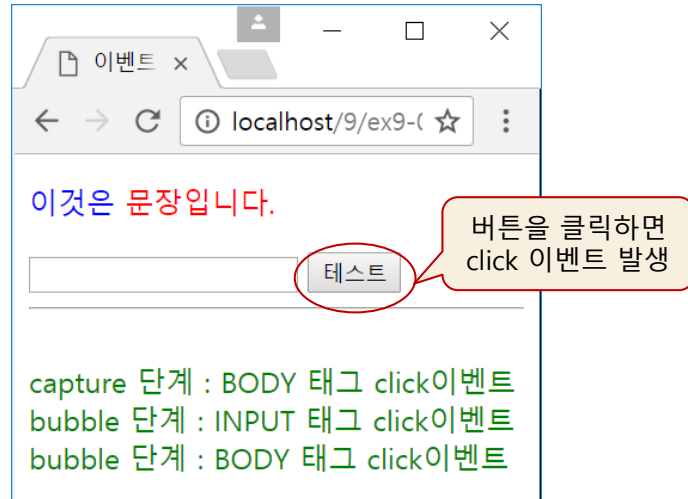 이벤트
localhost/9/ex9-0
이것은 문장입니다.
테스트
버튼을 클릭하면
click 이벤트 발생
capture 단계 : BODY 태그 click이벤트
bubble 단계 : INPUT 태그 click이벤트
bubble 단계 : BODY 태그 click이벤트